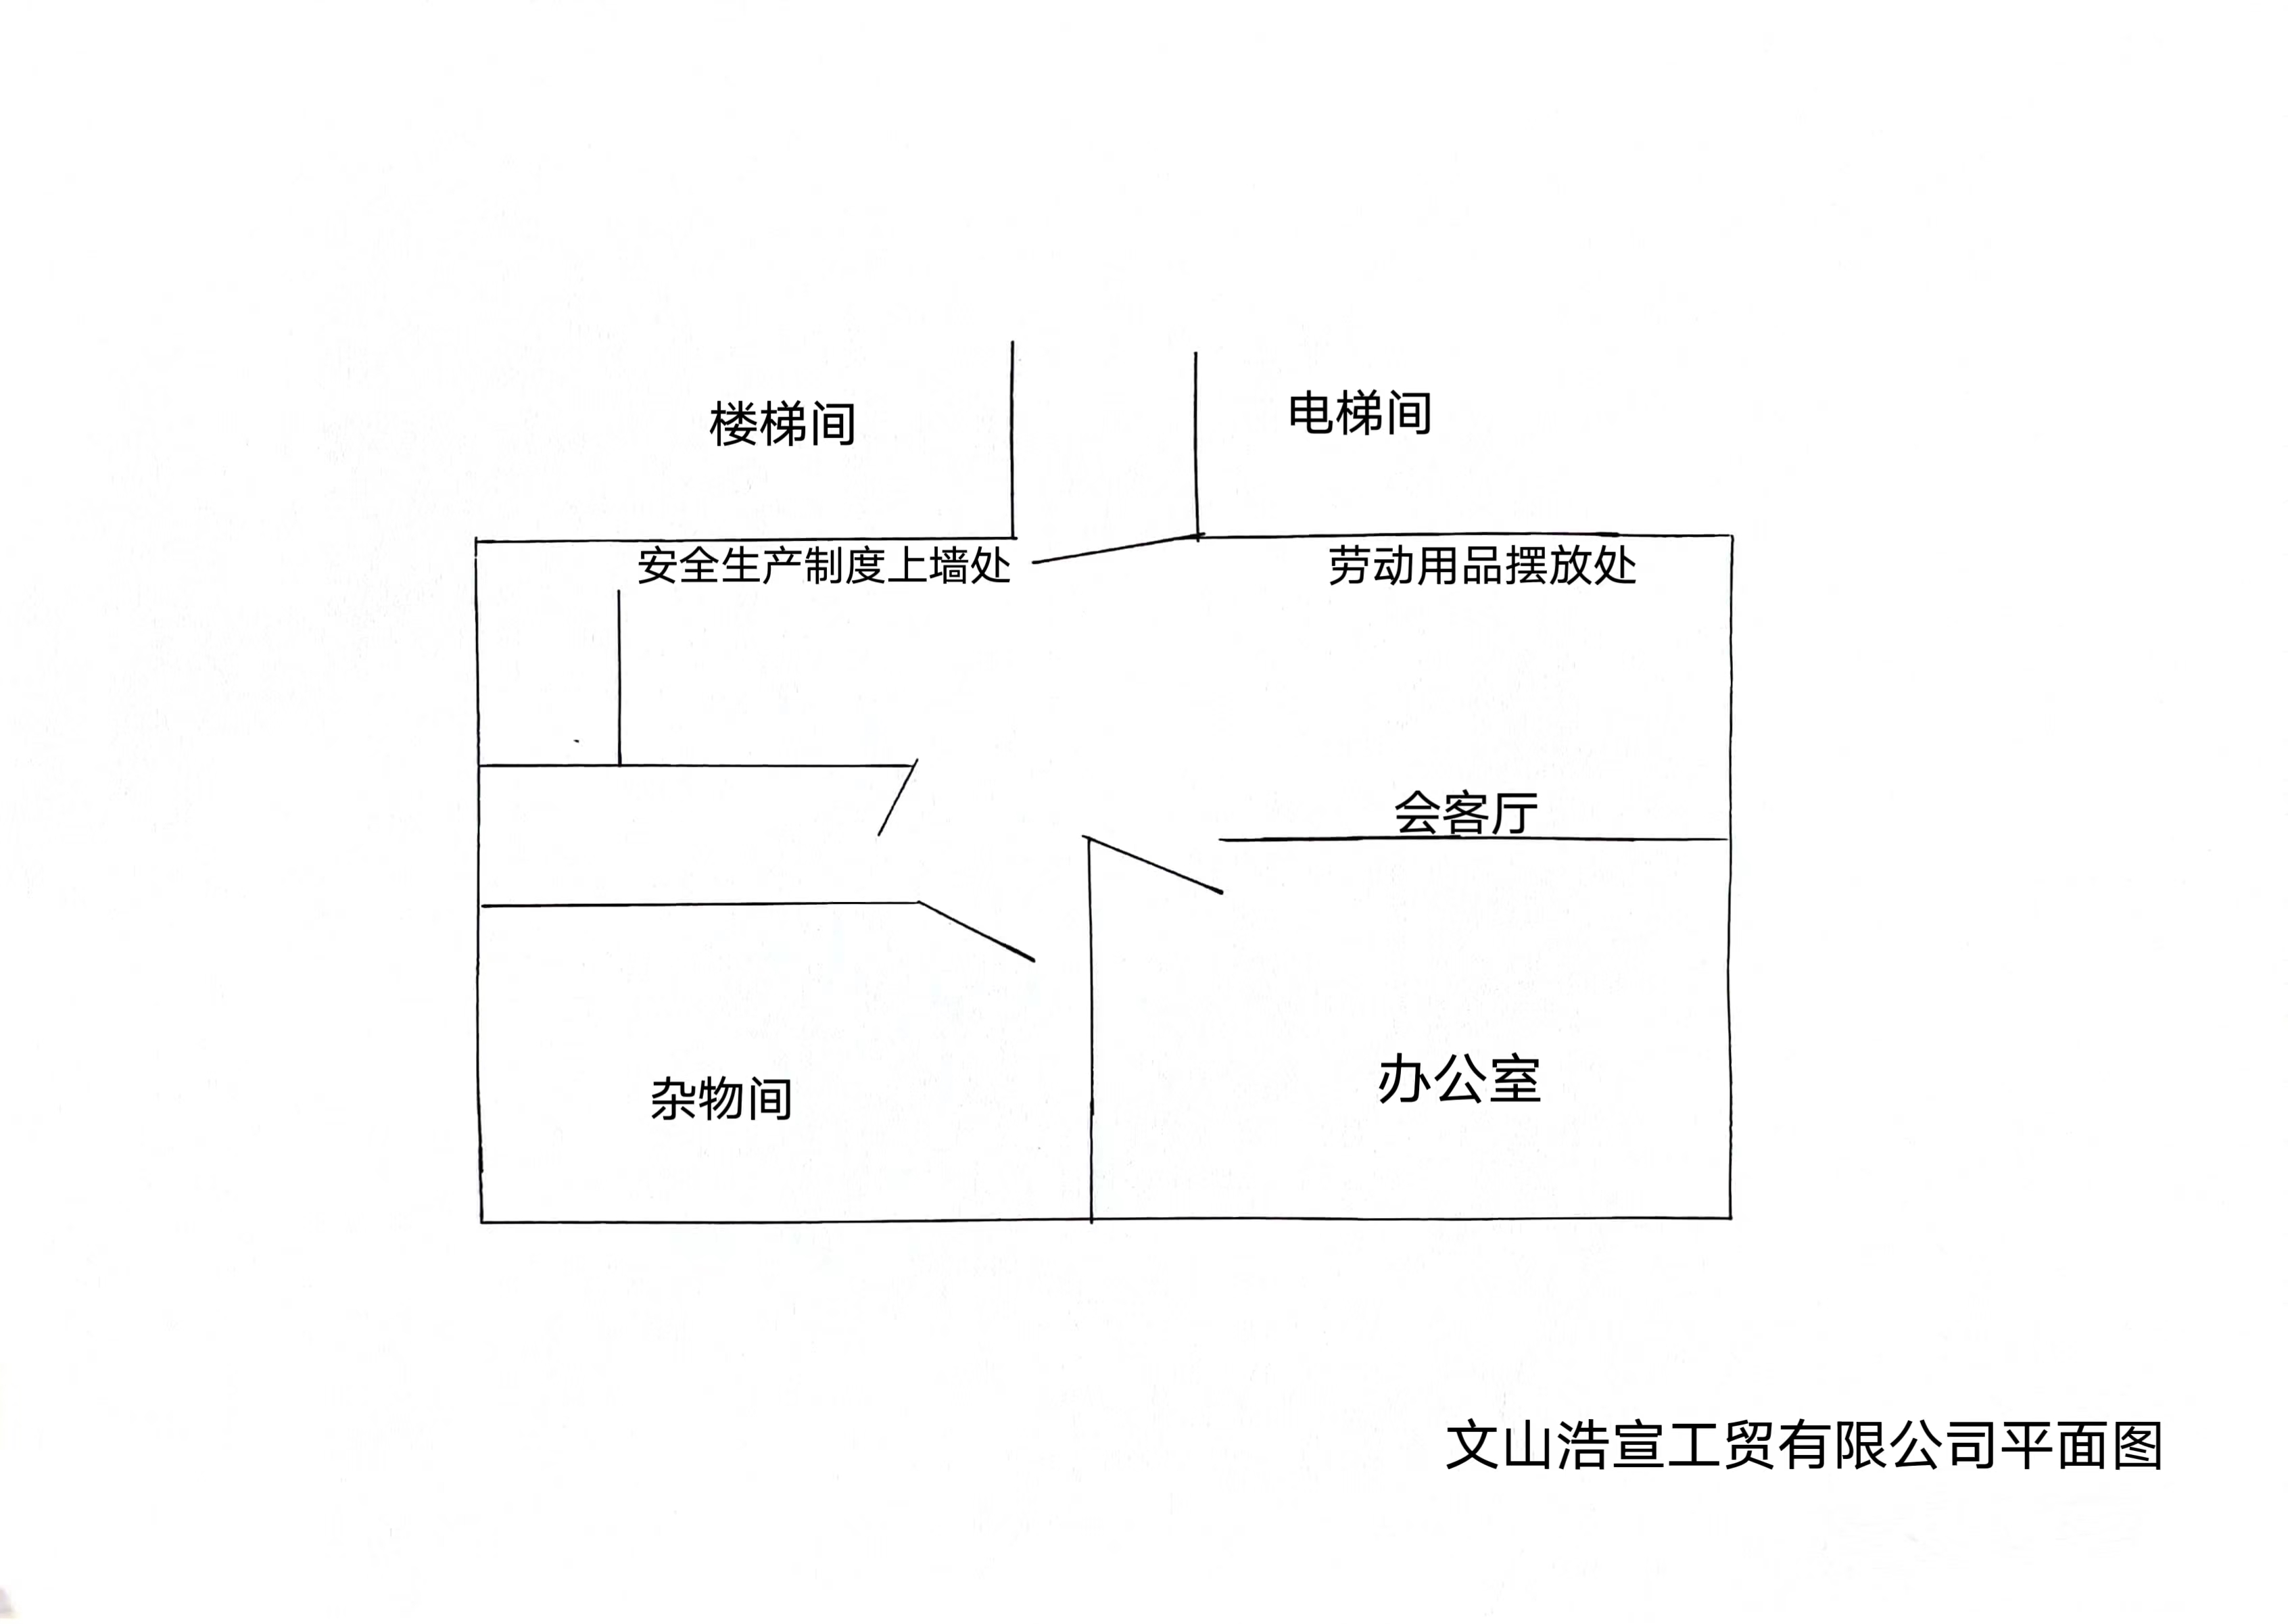 楼梯间
电梯间
安全生产制度上墙处
劳动用品摆放处
会客厅
杂物间
办公室
文山浩宣工贸有限公司平面图